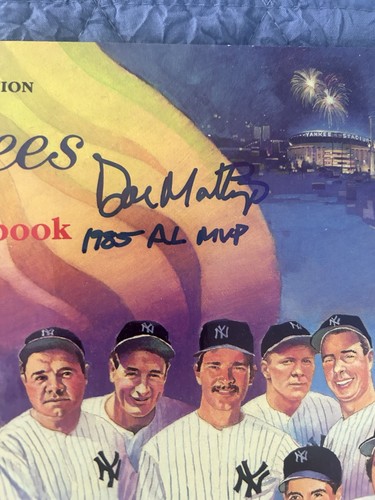 ION
ees
Don Mattingly
book
1985 AL MVP
YANKEE STADIUM
NY
NY
NY
NY
NY
NY
NY
NY